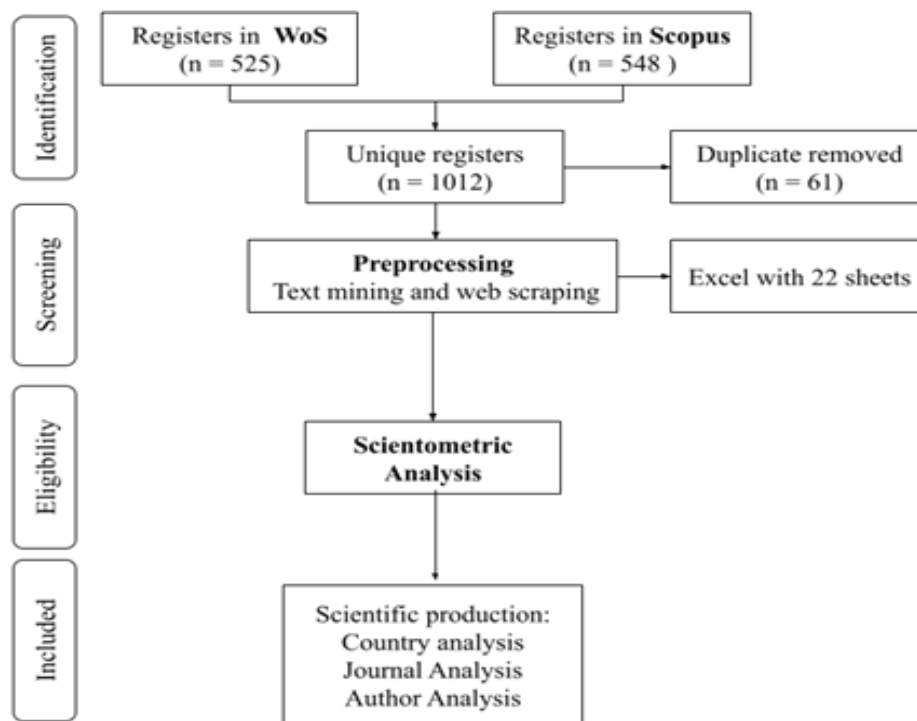 Identification
Registers in WoS
(n = 525)
Registers in Scopus
(n = 548 )
Unique registers
(n = 1012)
Duplicate removed
(n = 61)
Screening
Preprocessing
Text mining and web scraping
Excel with 22 sheets
Eligibility
Scientometric
Analysis
Included
Scientific production:
Country analysis
Journal Analysis
Author Analysis